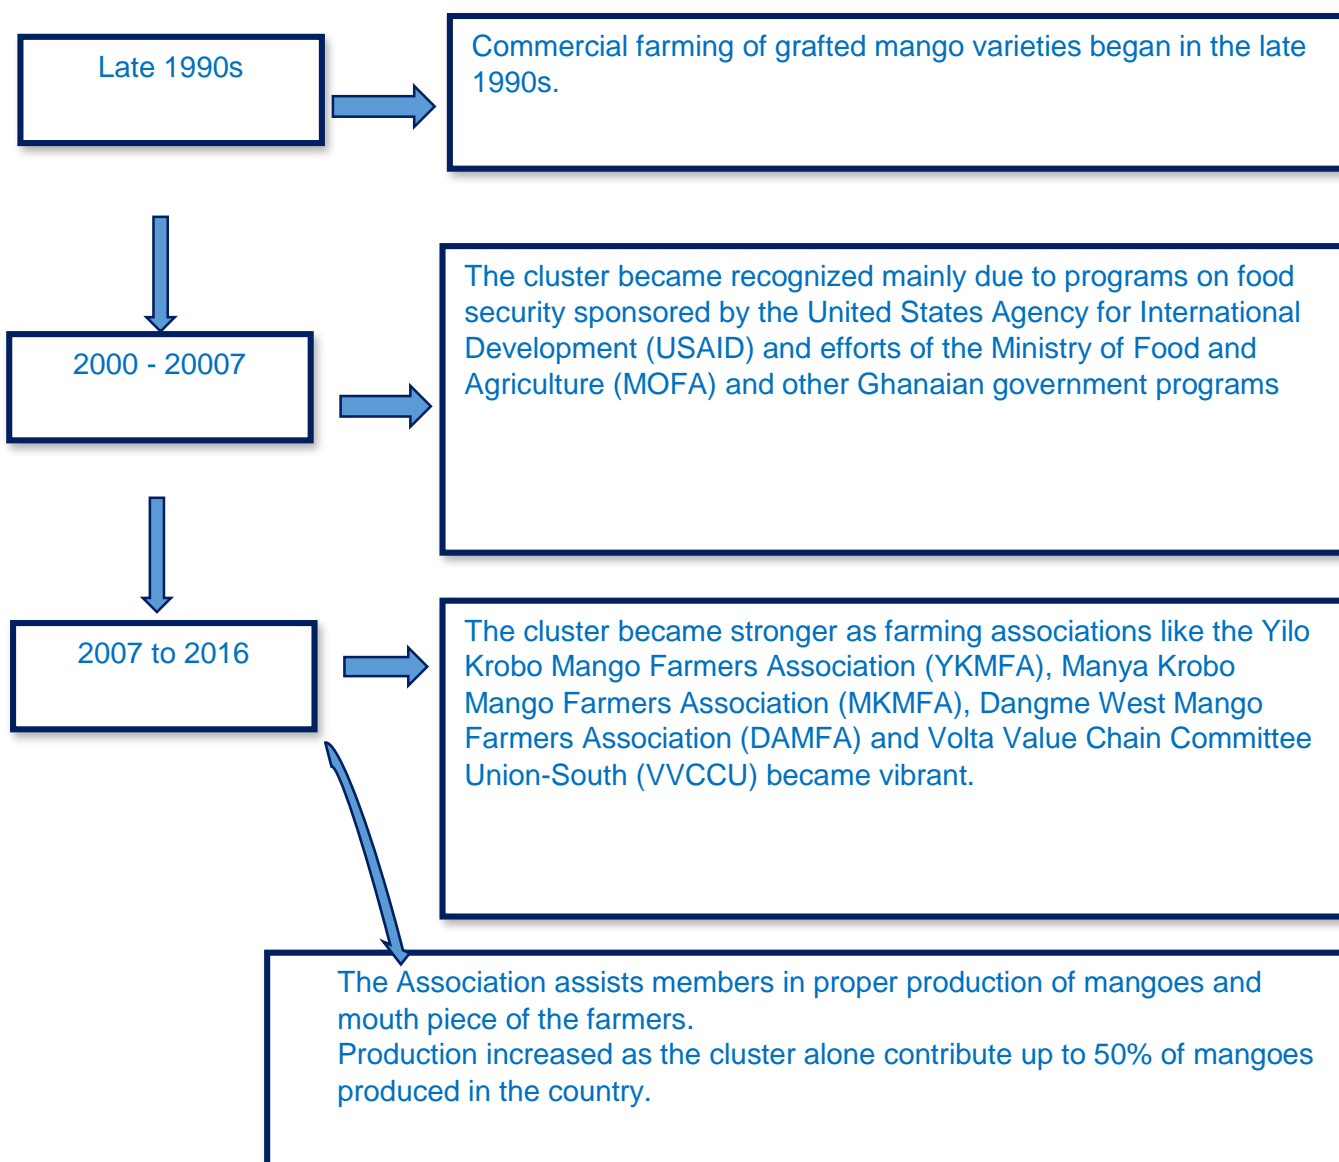 Late 1990s
Commercial farming of grafted mango varieties began in the late
1990s.
2000 - 20007
The cluster became recognized mainly due to programs on food
security sponsored by the United States Agency for International
Development (USAID) and efforts of the Ministry of Food and
Agriculture (MOFA) and other Ghanaian government programs
2007 to 2016
The cluster became stronger as farming associations like the Yilo
Krobo Mango Farmers Association (YKMFA), Manya Krobo
Mango Farmers Association (MKMFA), Dangme West Mango
Farmers Association (DAMFA) and Volta Value Chain Committee
Union-South (VVCCU) became vibrant.
The Association assists members in proper production of mangoes and
mouth piece of the farmers.
Production increased as the cluster alone contribute up to 50% of mangoes
produced in the country.